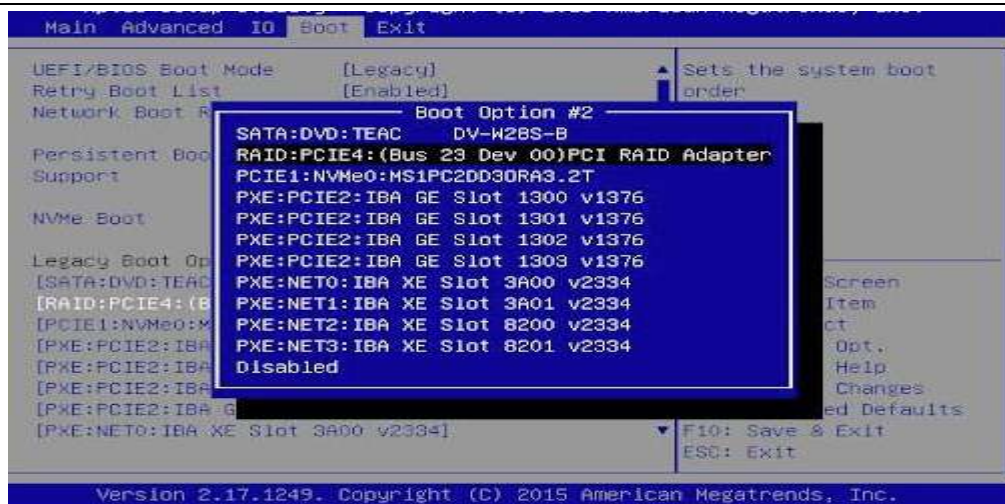 Main Advanced IO Boot Exit
UEFI/BIOS Boot Mode [Legacy]
Retry Boot List [Enabled]
Network Boot R
Persistent Boo
Support
NVMe Boot
Legacy Boot Op
[SATA:DVD:TEAC
[RAID:PCIE4:(B
[PCIE1:NVMe0:M
[PXE:PCIE2:IBA
[PXE:PCIE2:IBA
[PXE:PCIE2:IBA
[PXE:PCIE2:IBA G
[PXE:NET0:IBA XE Slot 3A00 v2334]
Boot Option #2
SATA:DVD:TEAC DV-W28S-B
RAID:PCIE4:(Bus 23 Dev 00)PCI RAID Adapter
PCIE1:NVMe0:MS1PC2DD3ORA3.2T
PXE:PCIE2:IBA GE Slot 1300 v1376
PXE:PCIE2:IBA GE Slot 1301 v1376
PXE:PCIE2:IBA GE Slot 1302 v1376
PXE:PCIE2:IBA GE Slot 1303 v1376
PXE:NET0:IBA XE Slot 3A00 v2334
PXE:NET1:IBA XE Slot 3A01 v2334
PXE:NET2:IBA XE Slot 8200 v2334
PXE:NET3:IBA XE Slot 8201 v2334
Disabled
Sets the system boot
order
Screen
Item
ct
Opt.
Help
Changes
ed Defaults
F10: Save & Exit
ESC: Exit
Version 2.17.1249. Copyright (C) 2015 American Megatrends, Inc.